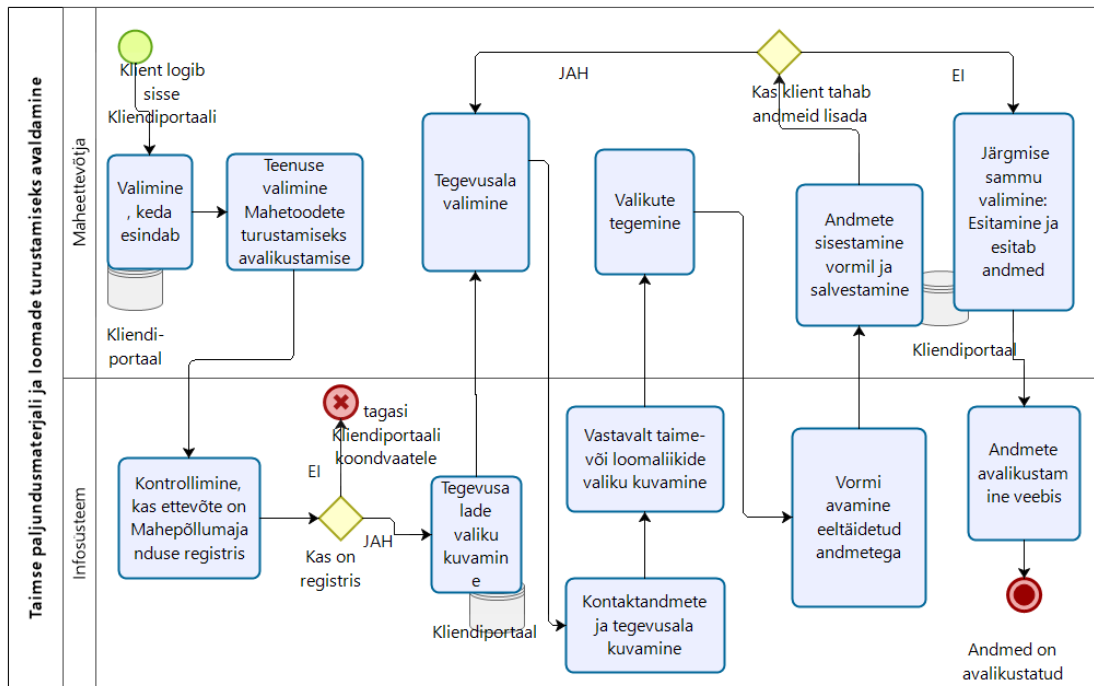 Taimse paljundusmaterjali ja loomade turustamiseks avaldamine
Maheettevõtja
Klient logib
sisse
Kliendiportaali
Valimine
, keda
esindab
Kliendi-
portaal
Teenuse
valimine
Mahetoodete
turustamiseks
avalikustamise
Tegevusala
valimine
JAH
Kas klient tahab
andmeid lisada
EI
Valikute
tegemine
Andmete
sisestamine
vormil ja
salvestamine
Järgmise
sammu
valimine:
Esitamine ja
esitab
andmed
Kliendiportaal
Infosüsteem
Kontrollimine,
kas ettevõte on
Mahepõllumaja
nduse registris
EI
tagasi
Kliendiportaali
koondvaatele
Kas on
registris
JAH
Tegevusa
lade
valiku
kuvamin
e
Kliendiportaal
Vastavalt taime-
või loomaliikide
valiku kuvamine
Kontaktandmete
ja tegevusala
kuvamine
Vormi
avamine
eeltäidetud
andmetega
Andmete
avalikustam
ine veebis
Andmed on
avalikustatud